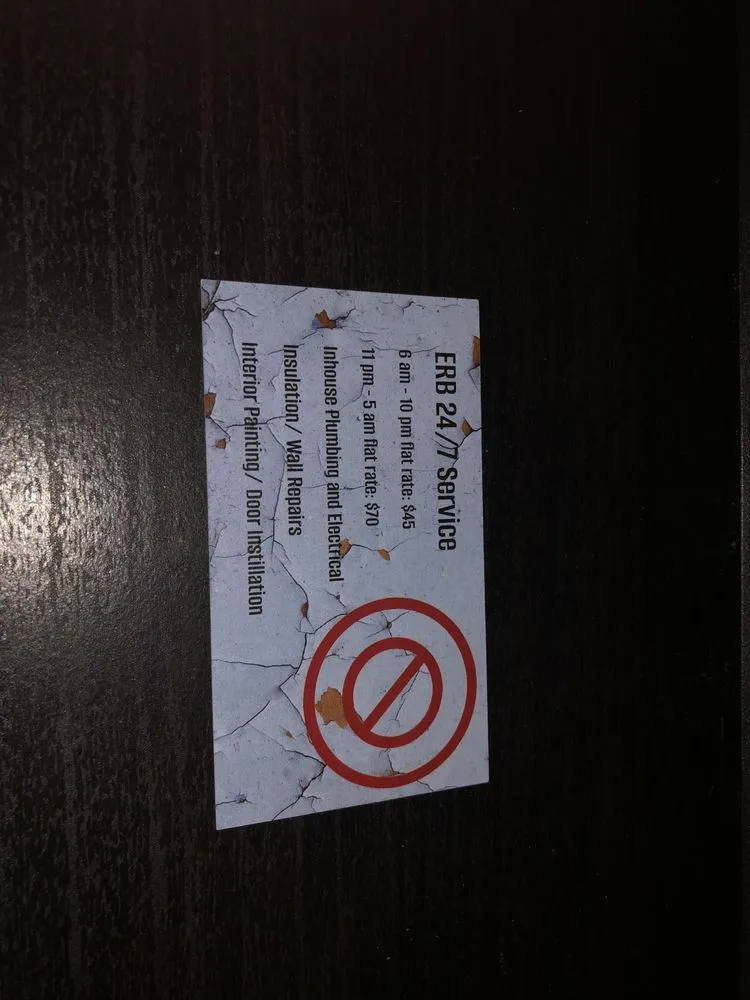 ERB 24/7 Service
6 am - 10 pm flat rate: $45
11 pm - 5 am flat rate: $70
Inhouse Plumbing and Electrical
Insulation/ Wall Repairs
Interior Painting/ Door Instillation